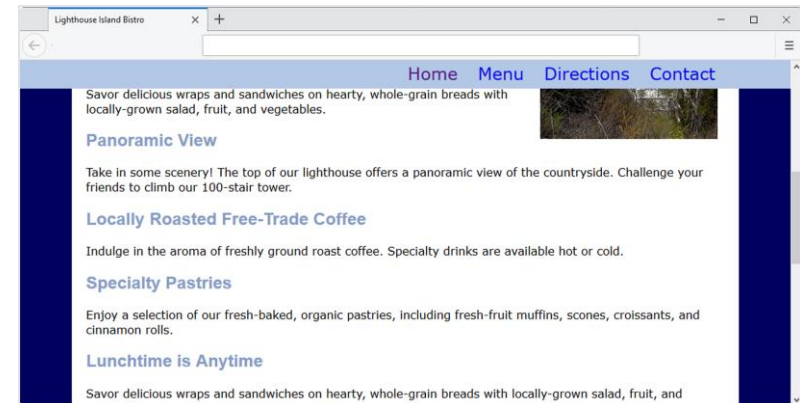 Lighthouse Island Bistro
Home Menu Directions Contact
Savor delicious wraps and sandwiches on hearty, whole-grain breads with
locally-grown salad, fruit, and vegetables.
Panoramic View
Take in some scenery! The top of our lighthouse offers a panoramic view of the countryside. Challenge your
friends to climb our 100-stair tower.
Locally Roasted Free-Trade Coffee
Indulge in the aroma of freshly ground roast coffee. Specialty drinks are available hot or cold.
Specialty Pastries
Enjoy a selection of our fresh-baked, organic pastries, including fresh-fruit muffins, scones, croissants, and
cinnamon rolls.
Lunchtime is Anytime
Savor delicious wraps and sandwiches on hearty, whole-grain breads with locally-grown salad, fruit, and